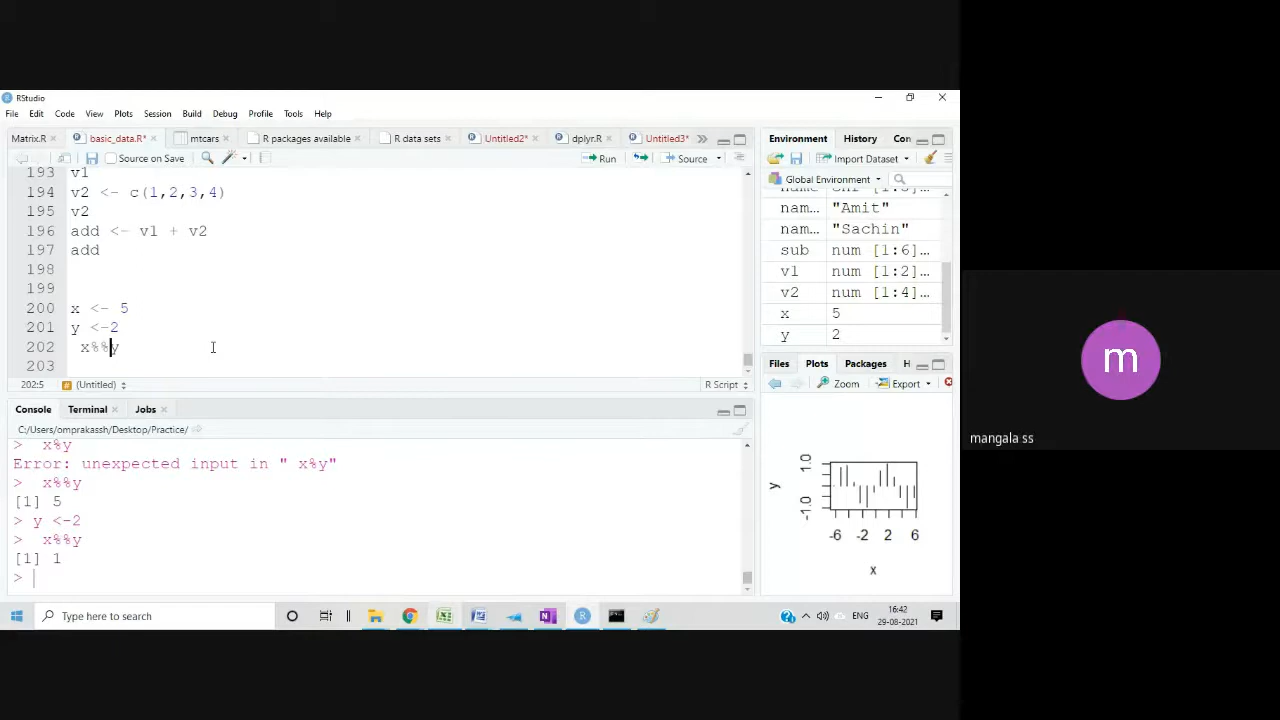 RStudio
File Edit Code View Plots Session Build Debug Profile Tools Help
Matrix.R basic_data.R* mtcars R packages available R data sets Untitled2* dplyr.R Untitled3*
Source on Save Run Source
193 v1
194 v2 <- c(1,2,3,4)
195 v2
196 add <- v1 + v2
197 add
198
199
200 x <- 5
201 y <-2
202 x%%y
203
202:5 (Untitled) R Script
Console Terminal Jobs
C:/Users/omprakassh/Desktop/Practice/
> x%y
Error: unexpected input in " x%y"
> x%%y
[1] 5
> y <-2
> x%%y
[1] 1
>
Environment History Con
Import Dataset
Global Environment
nam… "Amit"
nam… "Sachin"
sub num [1:6]…
v1 num [1:2]…
v2 num [1:4]…
x 5
y 2
Files Plots Packages H
Zoom Export
y
1.0
-1.0
-6 -2 2 6
x
Type here to search
ENG
16:42
29-08-2021
m
mangala ss